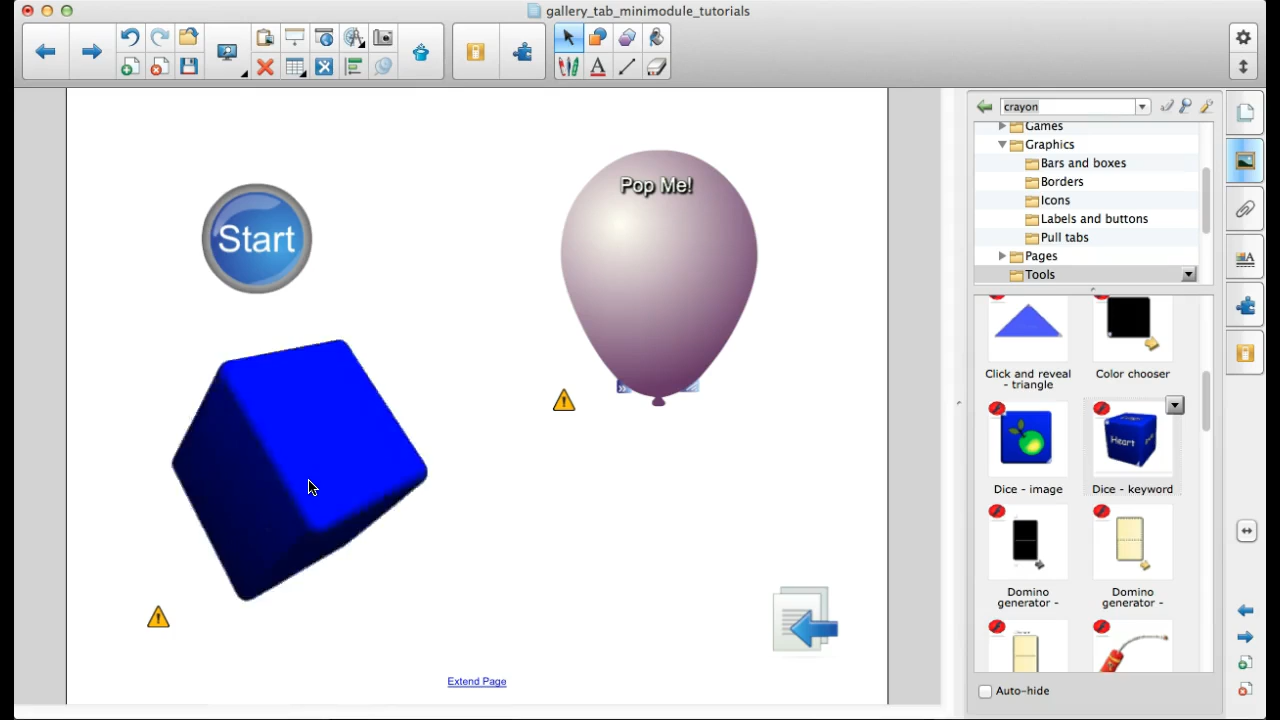 gallery_tab_minimodule_tutorials
crayon
Games
Graphics
Bars and boxes
Borders
Icons
Labels and buttons
Pull tabs
Pages
Tools
Start
Pop Me!
Click and reveal
- triangle
Color chooser
Heart
Dice - image
Dice - keyword
Domino
generator -
Domino
generator -
Extend Page
Auto-hide